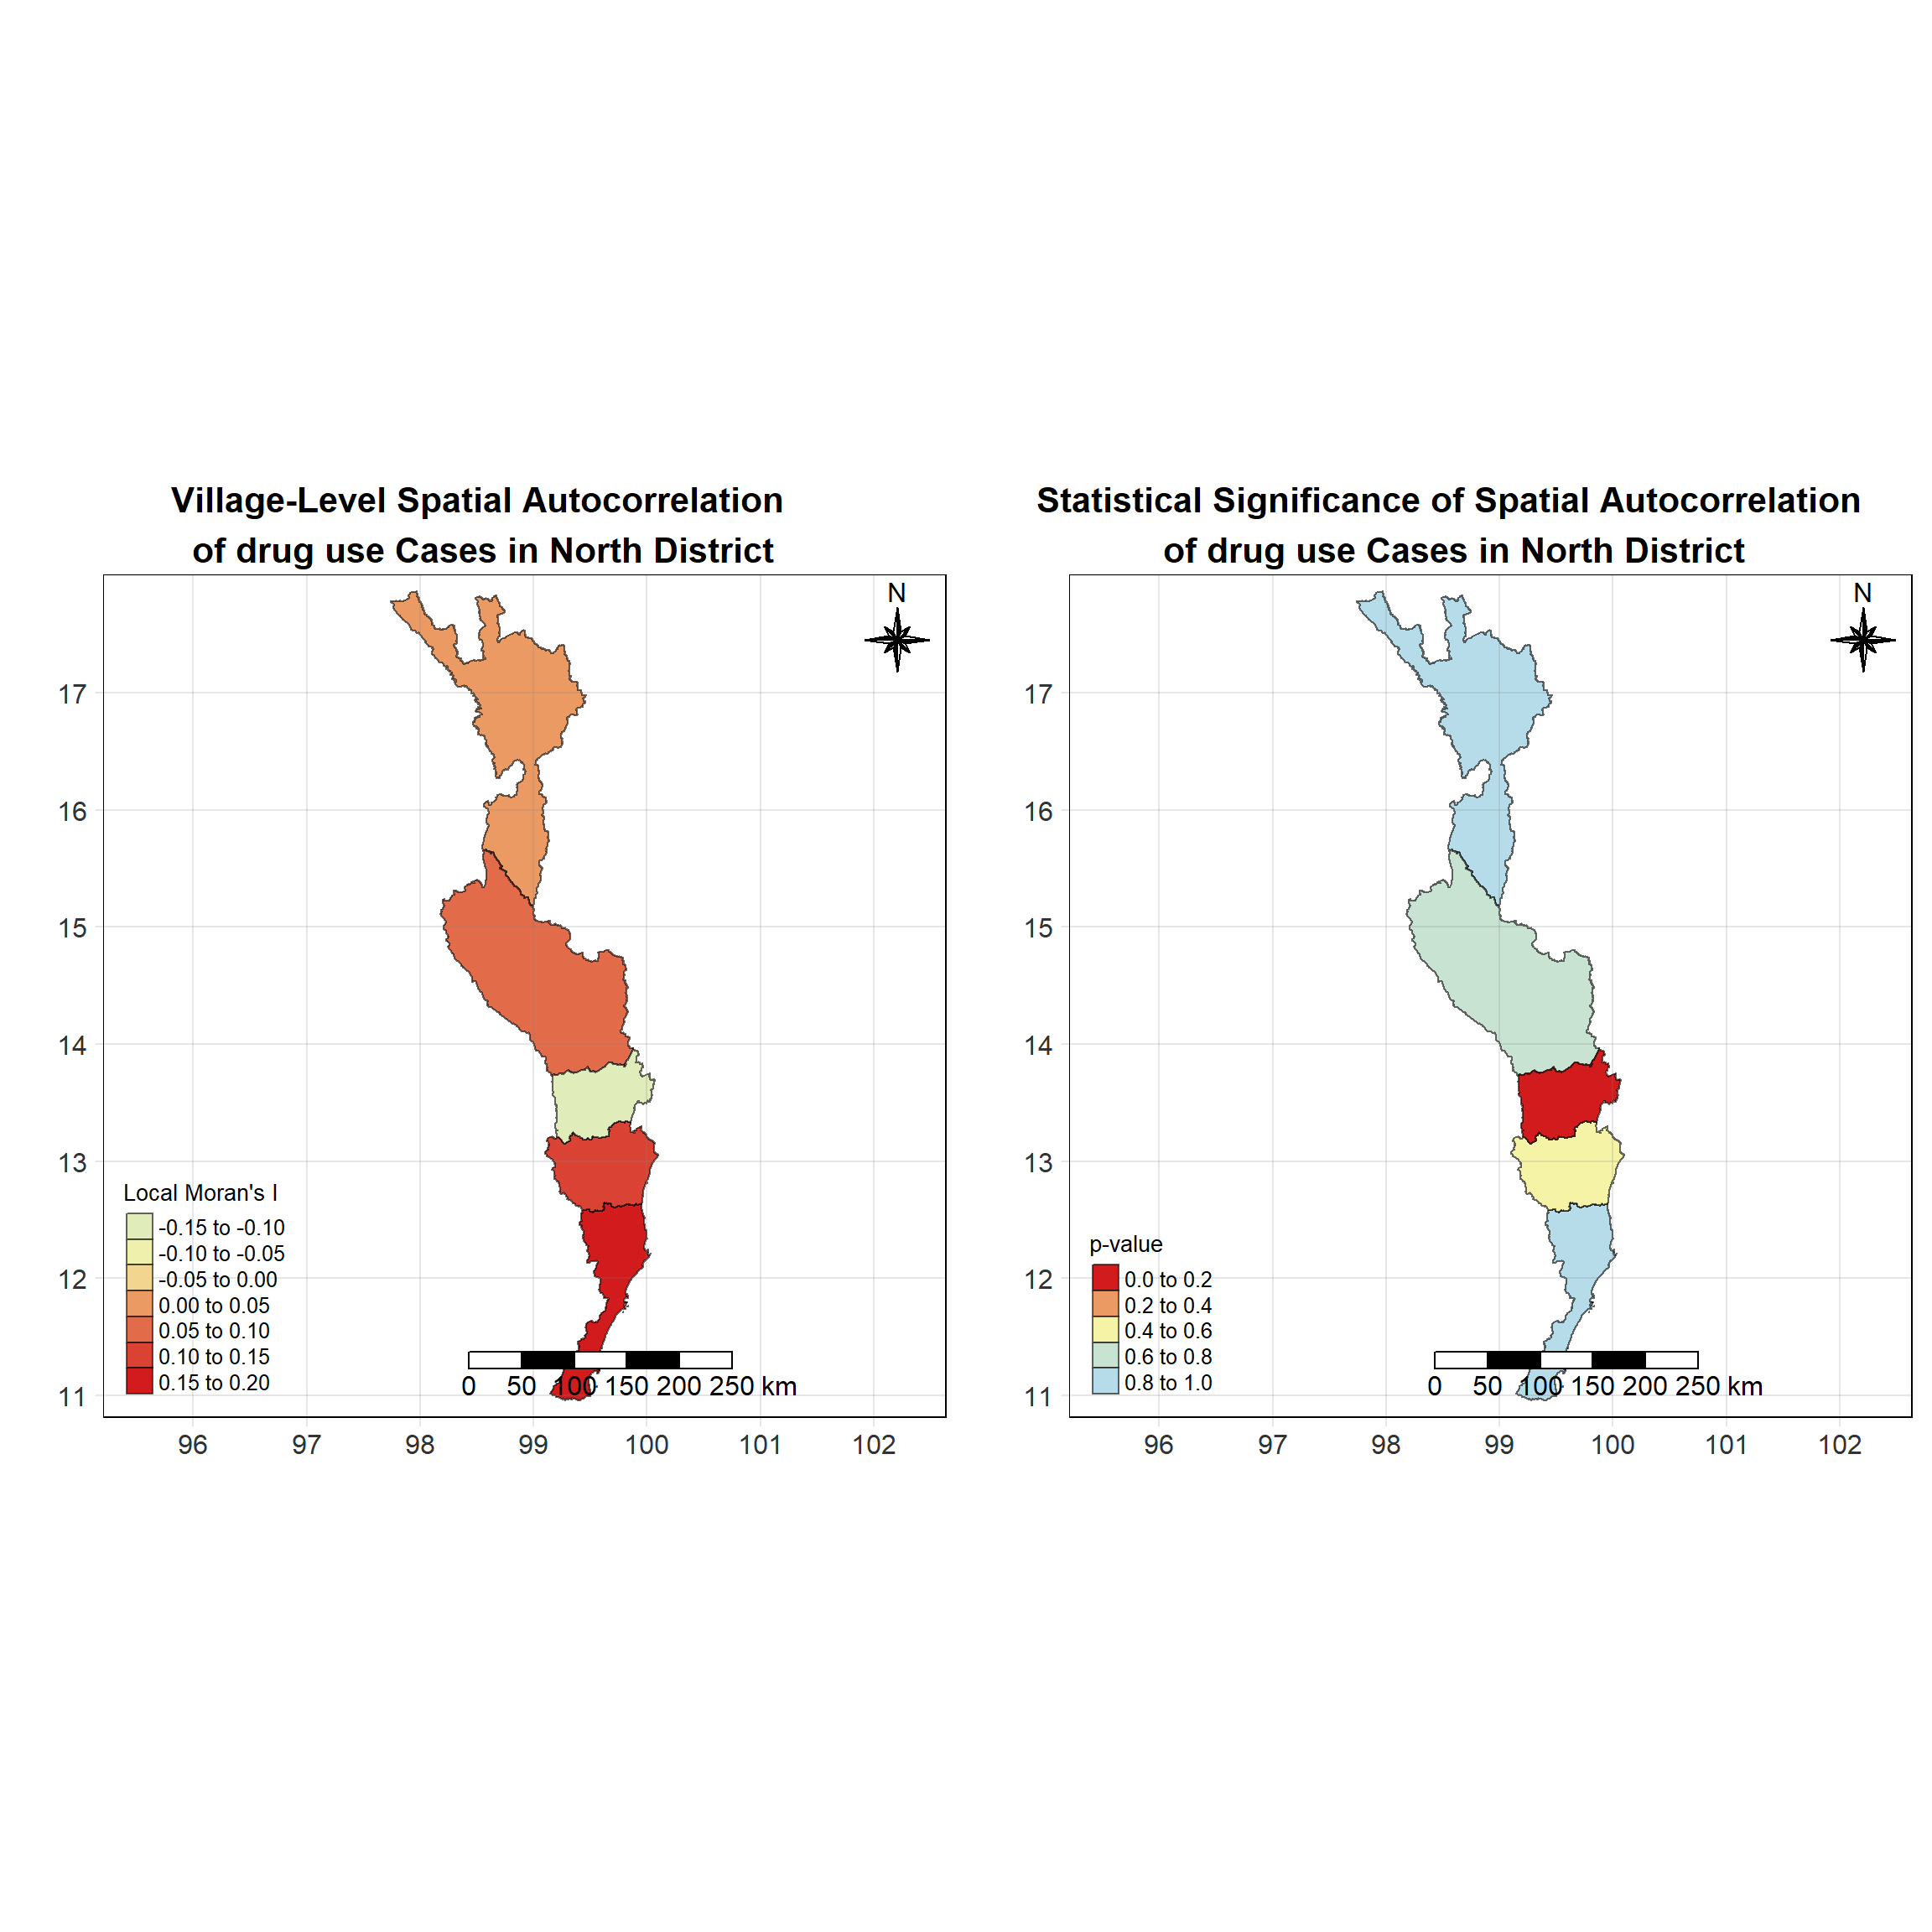 Village-Level Spatial Autocorrelation
of drug use Cases in North District
N
17
16
15
14
13
12
11
Local Moran's I
-0.15 to -0.10
-0.10 to -0.05
-0.05 to 0.00
0.00 to 0.05
0.05 to 0.10
0.10 to 0.15
0.15 to 0.20
0 50 100 150 200 250 km
96 97 98 99 100 101 102
Statistical Significance of Spatial Autocorrelation
of drug use Cases in North District
N
17
16
15
14
13
12
11
p-value
0.0 to 0.2
0.2 to 0.4
0.4 to 0.6
0.6 to 0.8
0.8 to 1.0
0 50 100 150 200 250 km
96 97 98 99 100 101 102